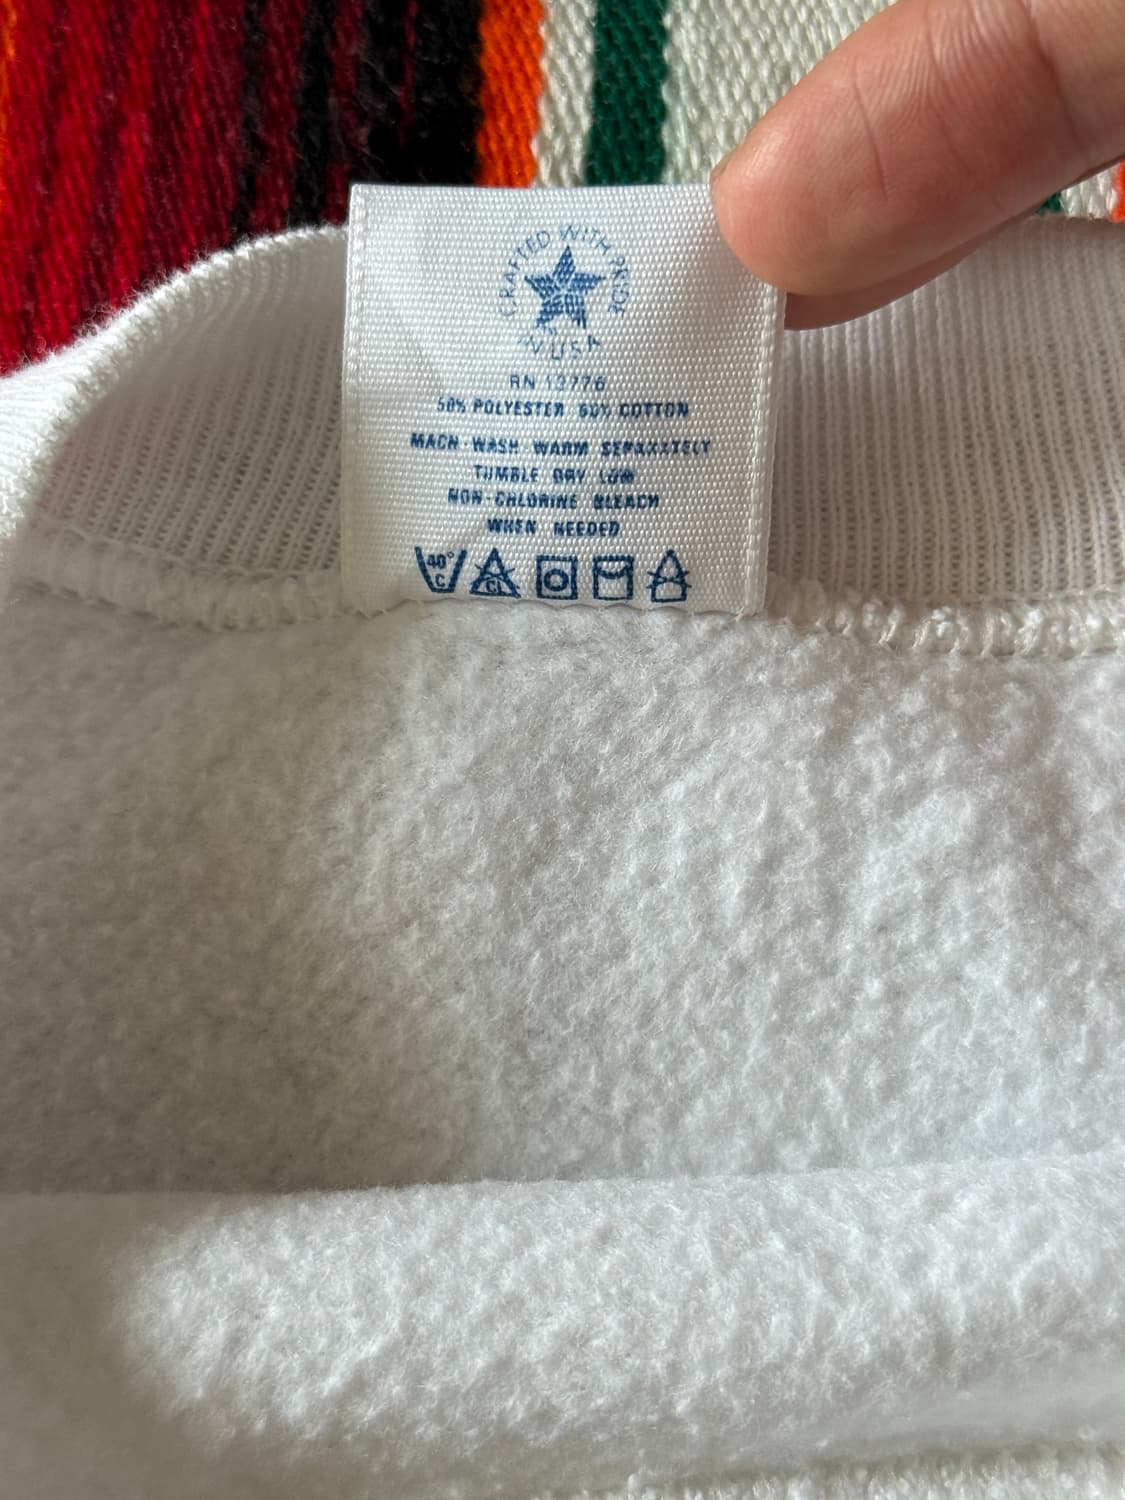 CRAFTED WITH PRIDE
IN USA
RN 13776
50% POLYESTER 50% COTTON
MACH WASH WARM SEPARATELY
TUMBLE DRY LOW
NON-CHLORINE BLEACH
WHEN NEEDED
40°
C
CL